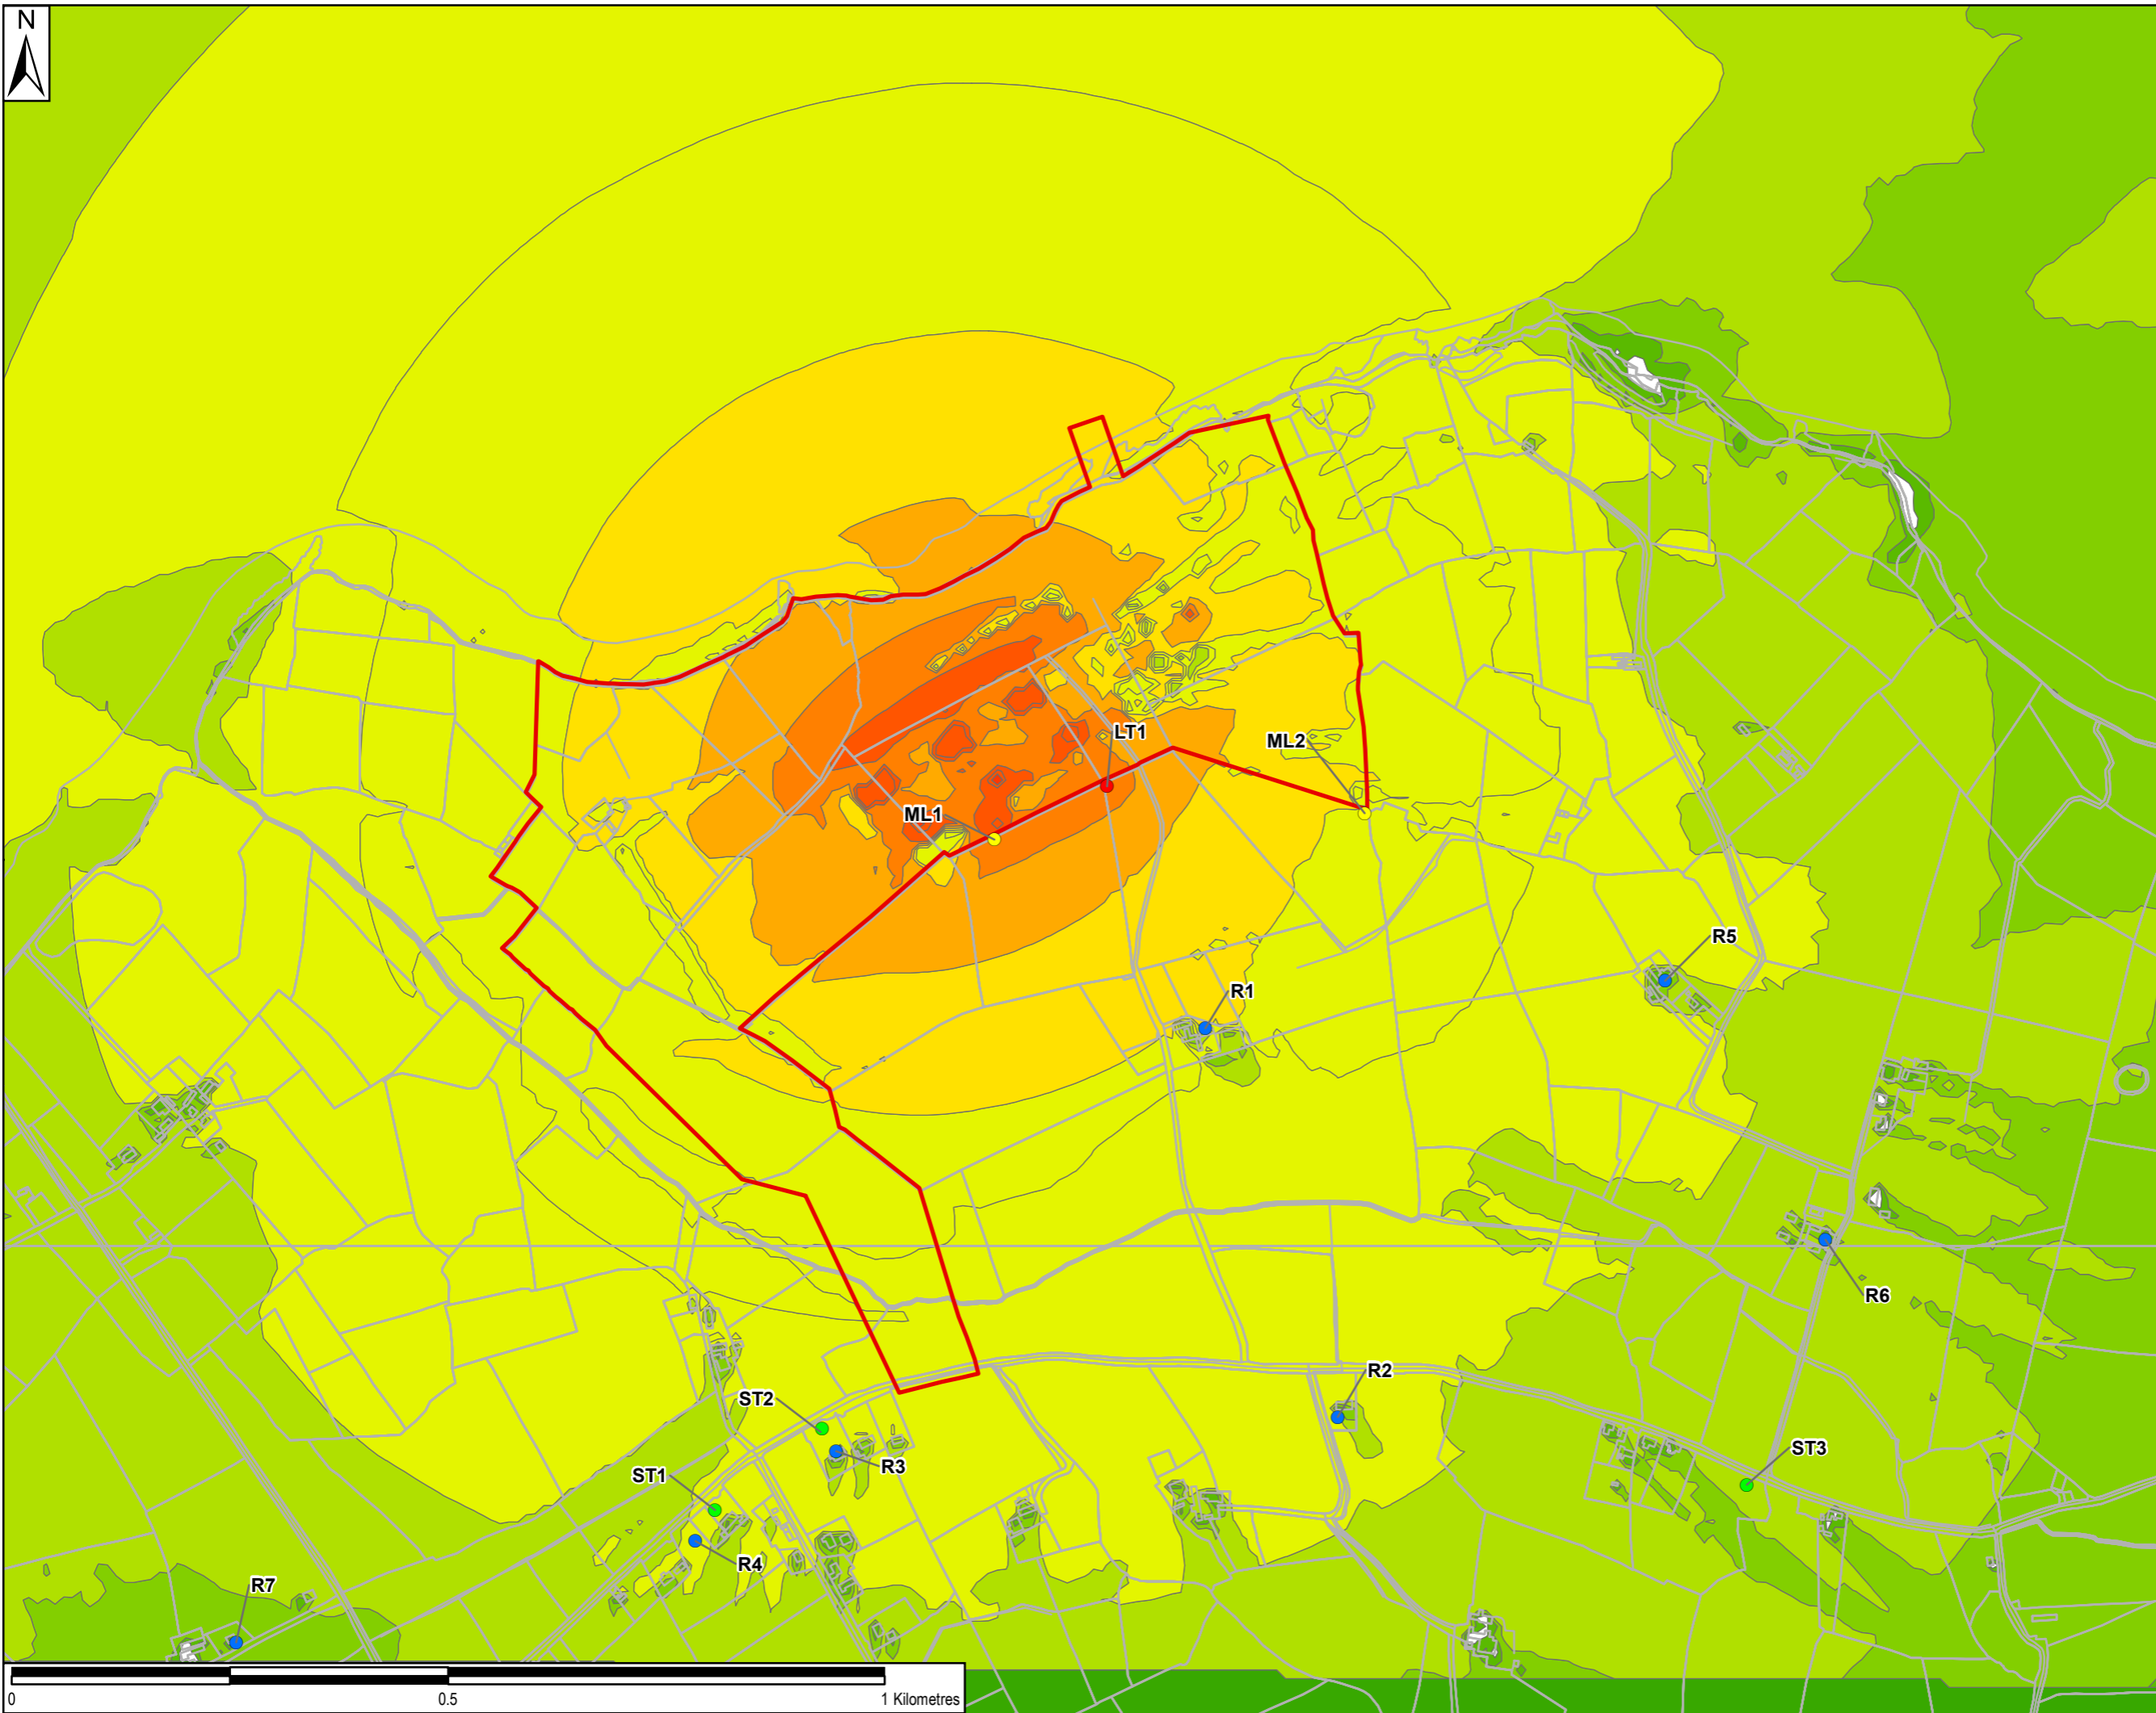 N
LT1
ML2
ML1
R5
R1
R6
R2
ST2
ST3
R3
ST1
R4
R7
0
0.5
1 Kilometres